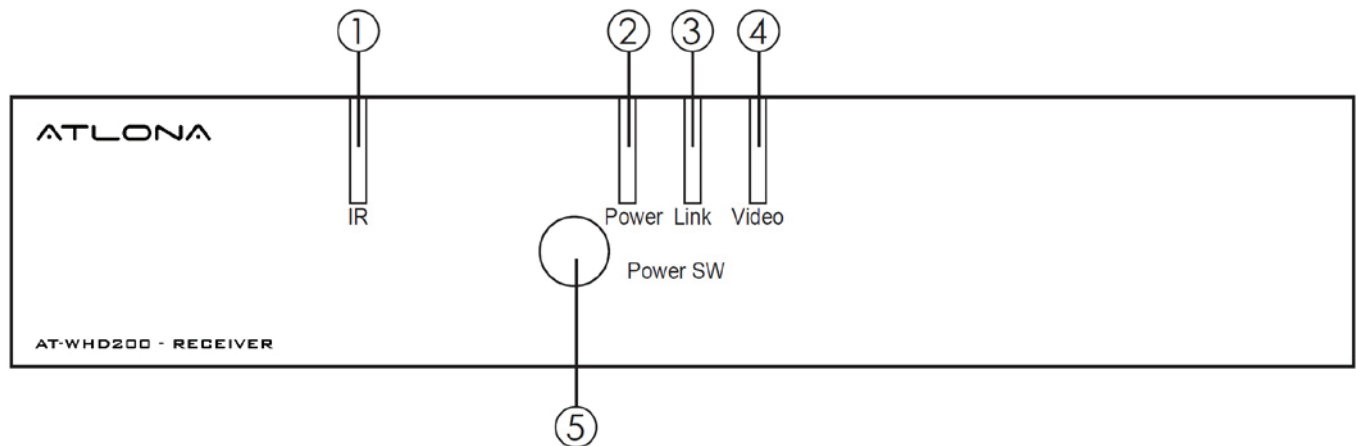 1 2 3 4
ATLONA
IR
Power Link Video
Power SW
AT-WHD200 - RECEIVER
5